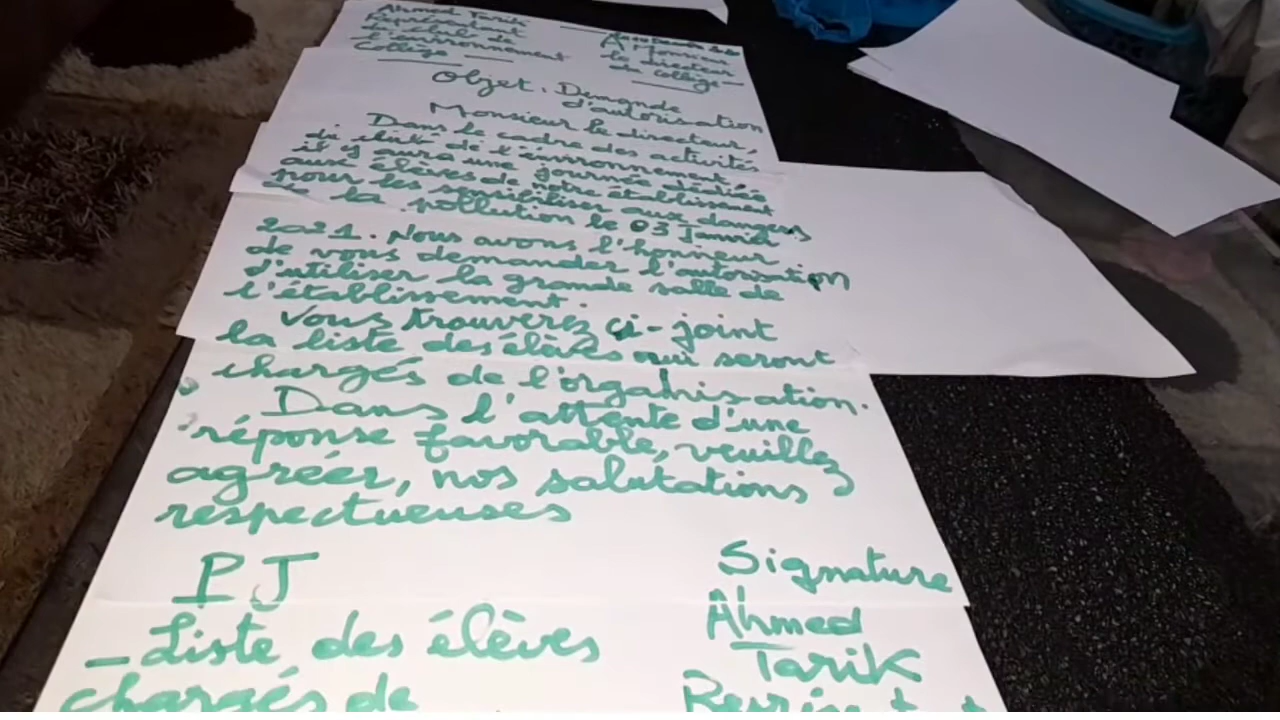 Ahmed Tarik
Représentant
du club de
l'environnement
Collège
A Monsieur
le directeur
du collège
Objet : Demande
d'autorisation
Monsieur le directeur,
Dans le cadre des activités
du club de l'environnement,
il y aura une journée dédiée
aux élèves de notre établissement
pour les sensibiliser aux dangers
de la pollution le 03 Janvier
2021. Nous avons l'honneur
de vous demander l'autorisation
d'utiliser la grande salle de
l'établissement.
Vous trouverez ci-joint
la liste des élèves qui seront
chargés de l'organisation.
Dans l'attente d'une
réponse favorable, veuillez
agréer, nos salutations
respectueuses
PJ
- Liste des élèves
chargés de
Signature
Ahmed
Tarik